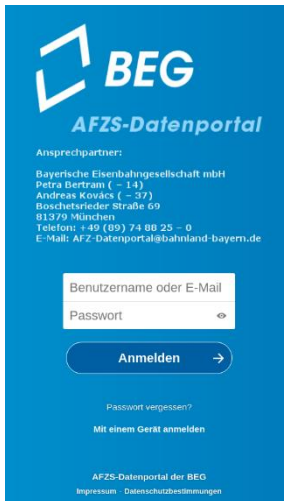 BEG
AFZS-Datenportal
Ansprechpartner:
Bayerische Eisenbahngesellschaft mbH
Petra Bertram ( – 14)
Andreas Kovács ( – 37)
Boschetsrieder Straße 69
81379 München
Telefon: +49 (89) 74 88 25 – 0
E-Mail: AFZ-Datenportal@bahnland-bayern.de
Benutzername oder E-Mail
Passwort
Anmelden
Passwort vergessen?
Mit einem Gerät anmelden
AFZS-Datenportal der BEG
Impressum · Datenschutzbestimmungen